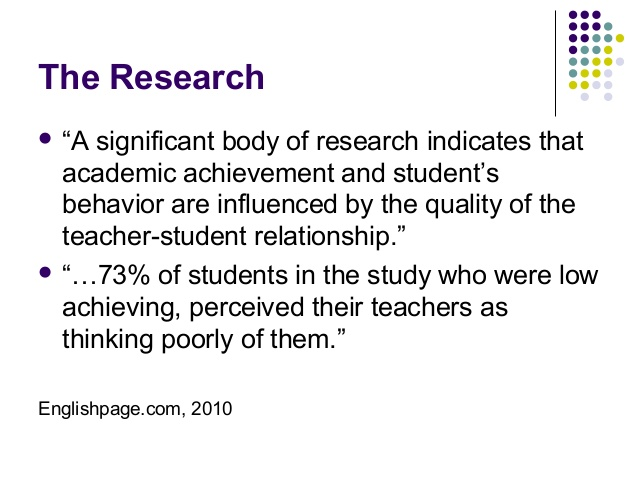 The Research
“A significant body of research indicates that
academic achievement and student’s
behavior are influenced by the quality of the
teacher-student relationship.”
“…73% of students in the study who were low
achieving, perceived their teachers as
thinking poorly of them.”
Englishpage.com, 2010